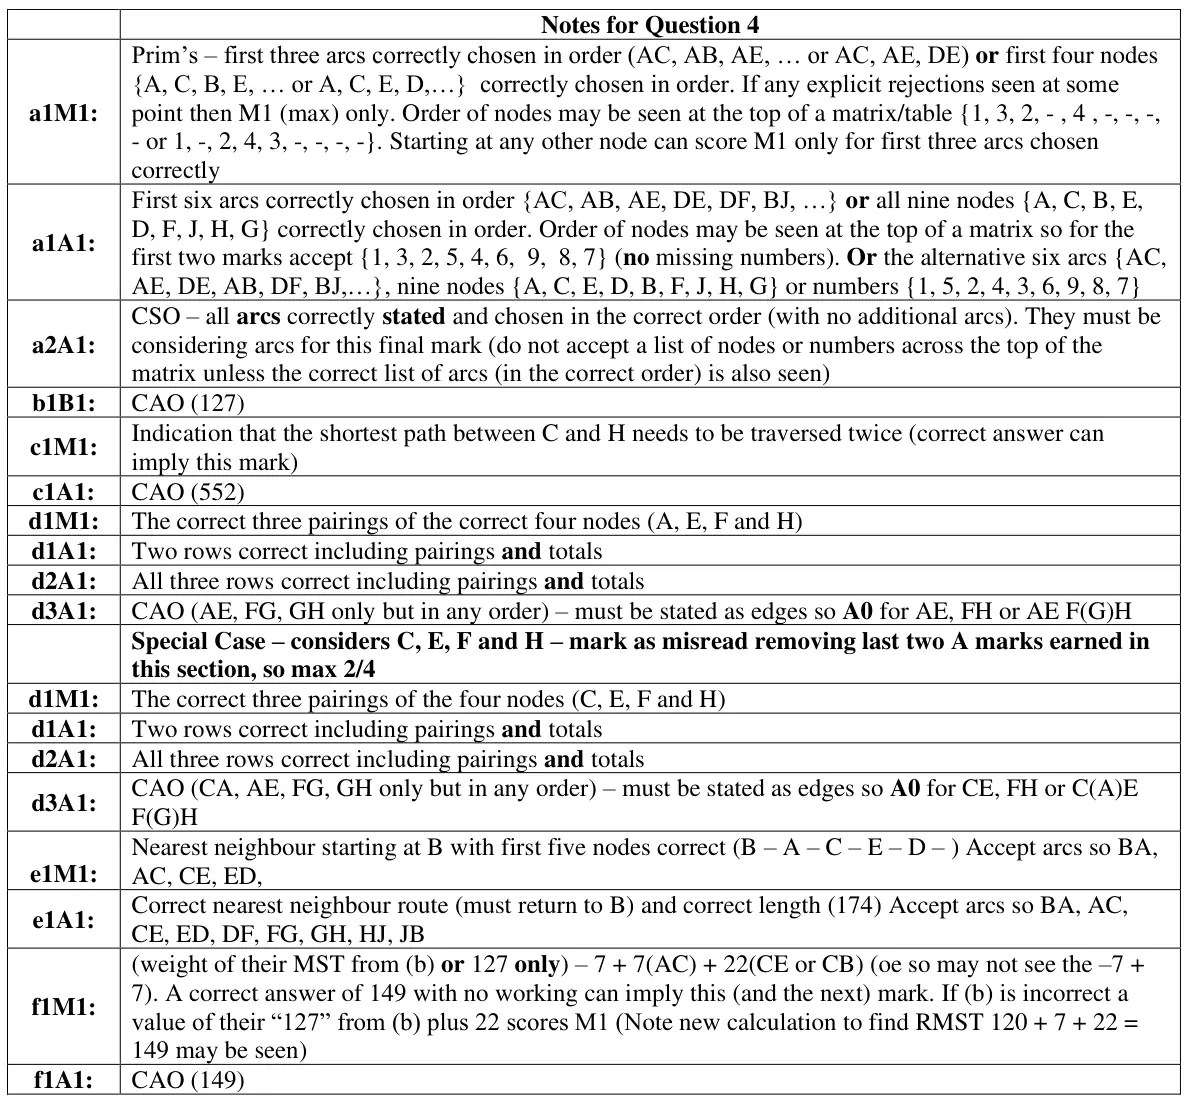 Notes for Question 4
a1M1:
Prim’s – first three arcs correctly chosen in order (AC, AB, AE, … or AC, AE, DE) or first four nodes
{A, C, B, E, … or A, C, E, D,…}  correctly chosen in order. If any explicit rejections seen at some
point then M1 (max) only. Order of nodes may be seen at the top of a matrix/table {1, 3, 2, - , 4 , -, -, -,
- or 1, -, 2, 4, 3, -, -, -, -}. Starting at any other node can score M1 only for first three arcs chosen
correctly
a1A1:
First six arcs correctly chosen in order {AC, AB, AE, DE, DF, BJ, …} or all nine nodes {A, C, B, E,
D, F, J, H, G} correctly chosen in order. Order of nodes may be seen at the top of a matrix so for the
first two marks accept {1, 3, 2, 5, 4, 6,  9,  8, 7} (no missing numbers). Or the alternative six arcs {AC,
AE, DE, AB, DF, BJ,…}, nine nodes {A, C, E, D, B, F, J, H, G} or numbers {1, 5, 2, 4, 3, 6, 9, 8, 7}
a2A1:
CSO – all arcs correctly stated and chosen in the correct order (with no additional arcs). They must be
considering arcs for this final mark (do not accept a list of nodes or numbers across the top of the
matrix unless the correct list of arcs (in the correct order) is also seen)
b1B1:
CAO (127)
c1M1:
Indication that the shortest path between C and H needs to be traversed twice (correct answer can
imply this mark)
c1A1:
CAO (552)
d1M1:
The correct three pairings of the correct four nodes (A, E, F and H)
d1A1:
Two rows correct including pairings and totals
d2A1:
All three rows correct including pairings and totals
d3A1:
CAO (AE, FG, GH only but in any order) – must be stated as edges so A0 for AE, FH or AE F(G)H
Special Case – considers C, E, F and H – mark as misread removing last two A marks earned in
this section, so max 2/4
d1M1:
The correct three pairings of the four nodes (C, E, F and H)
d1A1:
Two rows correct including pairings and totals
d2A1:
All three rows correct including pairings and totals
d3A1:
CAO (CA, AE, FG, GH only but in any order) – must be stated as edges so A0 for CE, FH or C(A)E
F(G)H
e1M1:
Nearest neighbour starting at B with first five nodes correct (B – A – C – E – D – ) Accept arcs so BA,
AC, CE, ED,
e1A1:
Correct nearest neighbour route (must return to B) and correct length (174) Accept arcs so BA, AC,
CE, ED, DF, FG, GH, HJ, JB
f1M1:
(weight of their MST from (b) or 127 only) – 7 + 7(AC) + 22(CE or CB) (oe so may not see the –7 +
7). A correct answer of 149 with no working can imply this (and the next) mark. If (b) is incorrect a
value of their “127” from (b) plus 22 scores M1 (Note new calculation to find RMST 120 + 7 + 22 =
149 may be seen)
f1A1:
CAO (149)